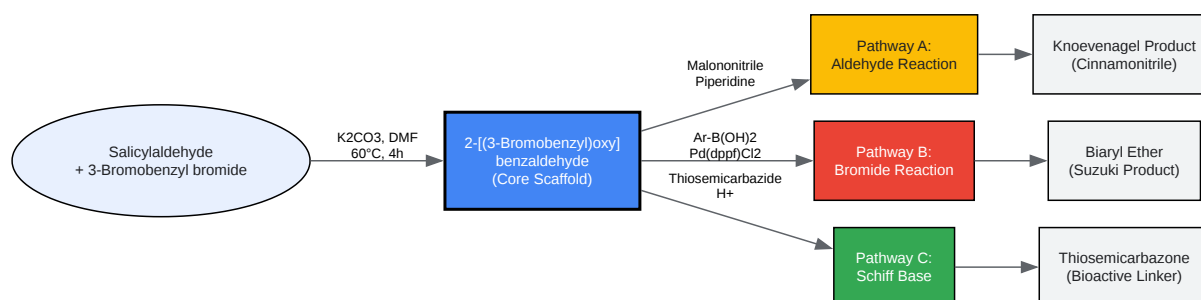 Salicylaldehyde
+ 3-Bromobenzyl bromide
K2CO3, DMF
60°C, 4h
2-[(3-Bromobenzyl)oxy]
benzaldehyde
(Core Scaffold)
Malononitrile
Piperidine
Pathway A:
Aldehyde Reaction
Knoevenagel Product
(Cinnamonitrile)
Ar-B(OH)2
Pd(dppf)Cl2
Pathway B:
Bromide Reaction
Biaryl Ether
(Suzuki Product)
Thiosemicarbazide
H+
Pathway C:
Schiff Base
Thiosemicarbazone
(Bioactive Linker)